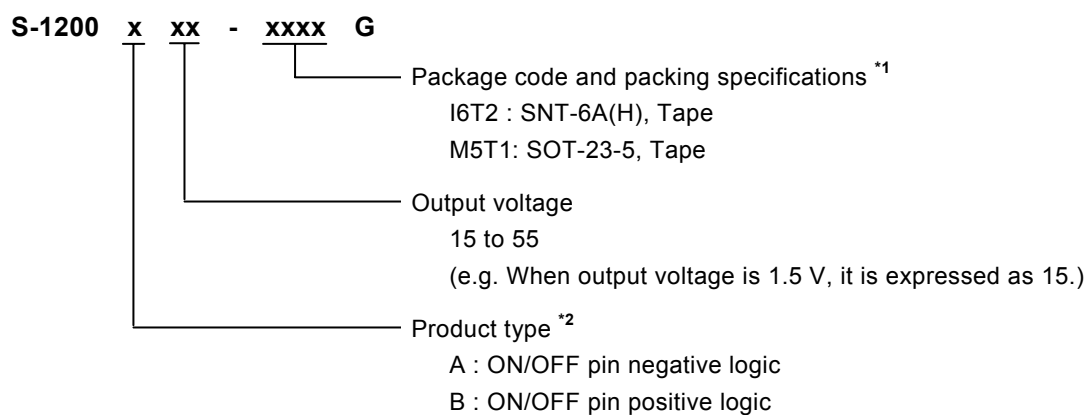 S-1200 x xx - xxxx G
Package code and packing specifications *1
I6T2 : SNT-6A(H), Tape
M5T1: SOT-23-5, Tape
Output voltage
15 to 55
(e.g. When output voltage is 1.5 V, it is expressed as 15.)
Product type *2
A : ON/OFF pin negative logic
B : ON/OFF pin positive logic